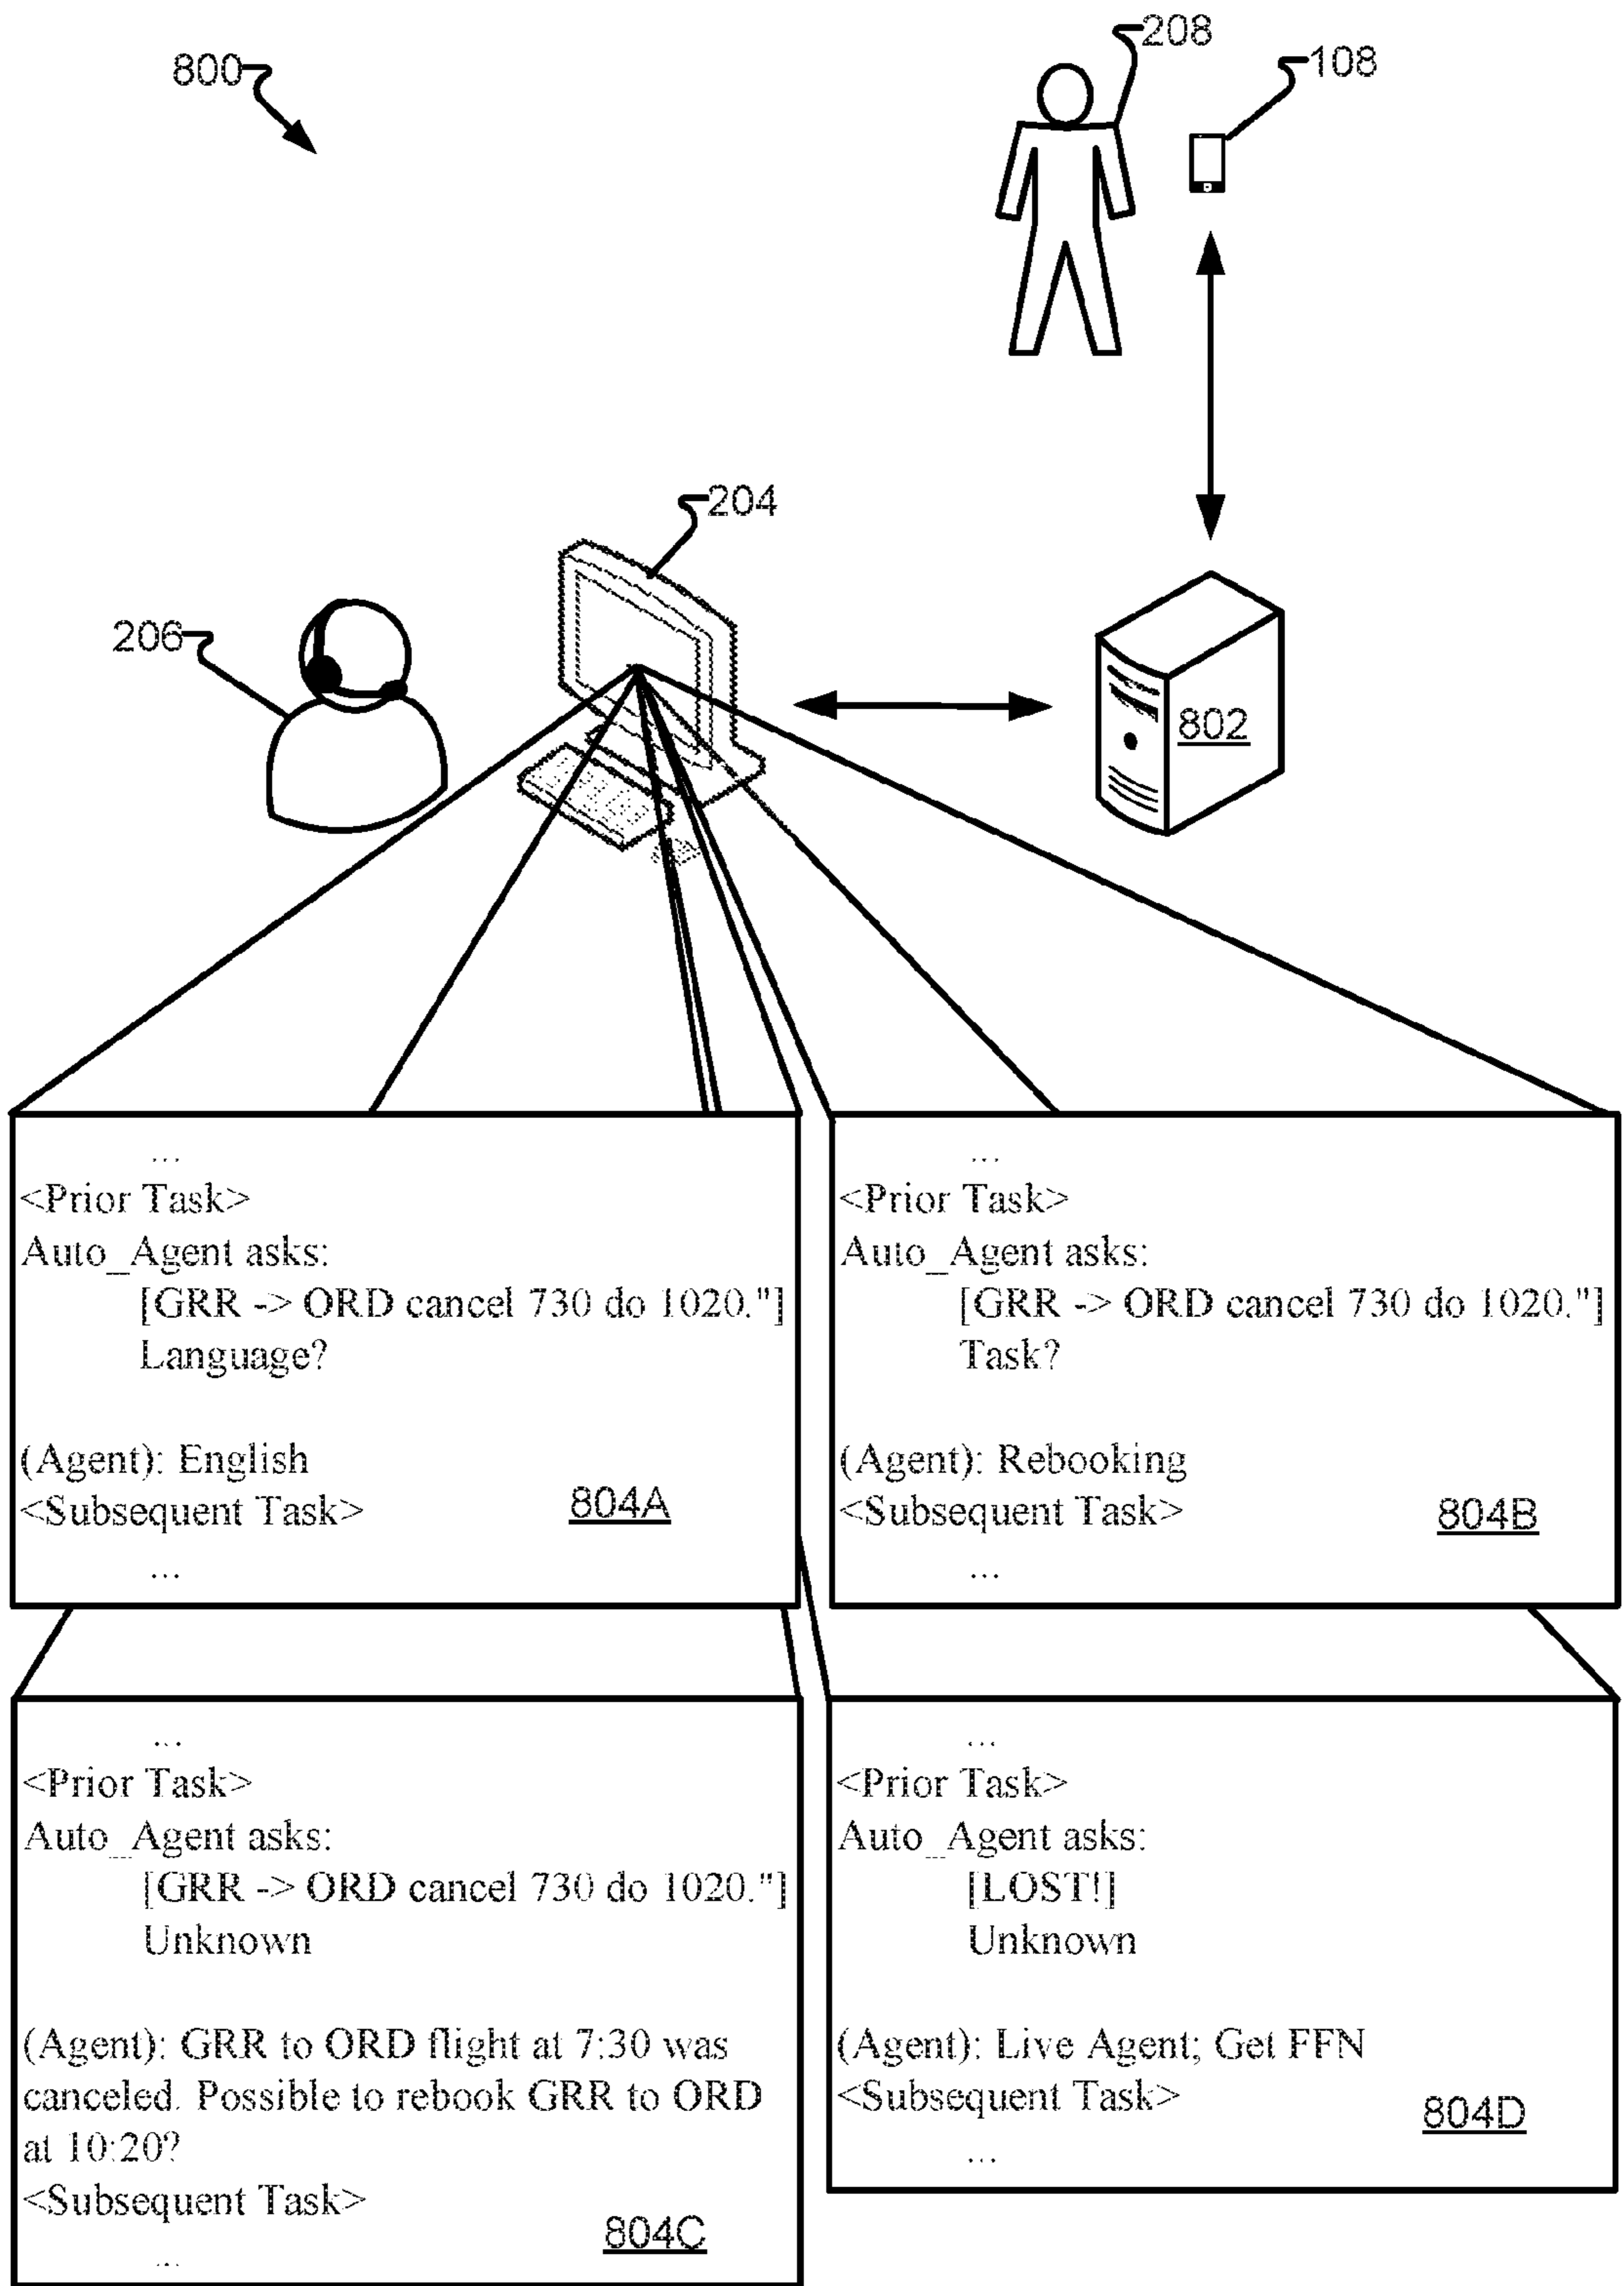 800
208
108
204
206
802
...
<Prior Task>
Auto_Agent asks:
[GRR -> ORD cancel 730 do 1020."]
Language?
(Agent): English
<Subsequent Task>
804A
...
...
<Prior Task>
Auto_Agent asks:
[GRR -> ORD cancel 730 do 1020."]
Task?
(Agent): Rebooking
<Subsequent Task>
804B
...
...
<Prior Task>
Auto_Agent asks:
[GRR -> ORD cancel 730 do 1020."]
Unknown
(Agent): GRR to ORD flight at 7:30 was
canceled. Possible to rebook GRR to ORD
at 10:20?
<Subsequent Task>
804C
...
...
<Prior Task>
Auto_Agent asks:
[LOST!]
Unknown
(Agent): Live Agent; Get FFN
<Subsequent Task>
804D
...